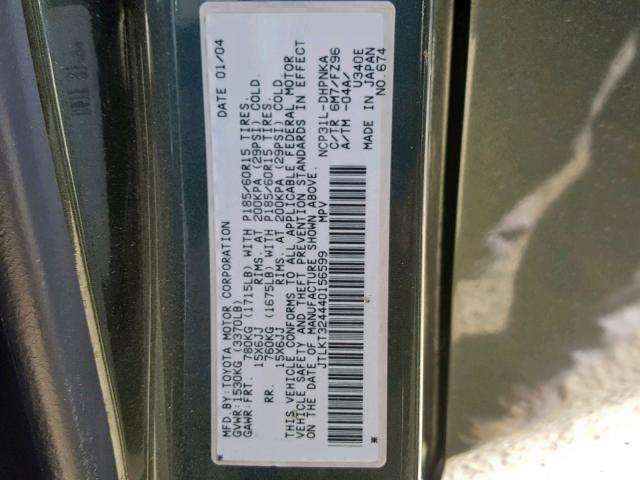 MFD.BY:TOYOTA MOTOR CORPORATION DATE 01/04
GVWR:1530KG (3370LB)
GAWR:FRT. 780KG (1715LB) WITH P185/60R15 TIRES.
15X6JJ RIMS. AT 200KPA (29PSI) COLD.
RR. 760KG (1675LB) WITH P185/60R15 TIRES.
15X6JJ RIMS. AT 200KPA (29PSI) COLD.
THIS VEHICLE CONFORMS TO ALL APPLICABLE FEDERAL MOTOR
VEHICLE SAFETY AND THEFT PREVENTION STANDARDS IN EFFECT
ON THE DATE OF MANUFACTURE SHOWN ABOVE.
JTLKT324440156599 NCP31L-DHPNKA
MPV C/TR 6M7/FZ96
A/TM -04A/ U340E
MADE IN JAPAN
NO.674